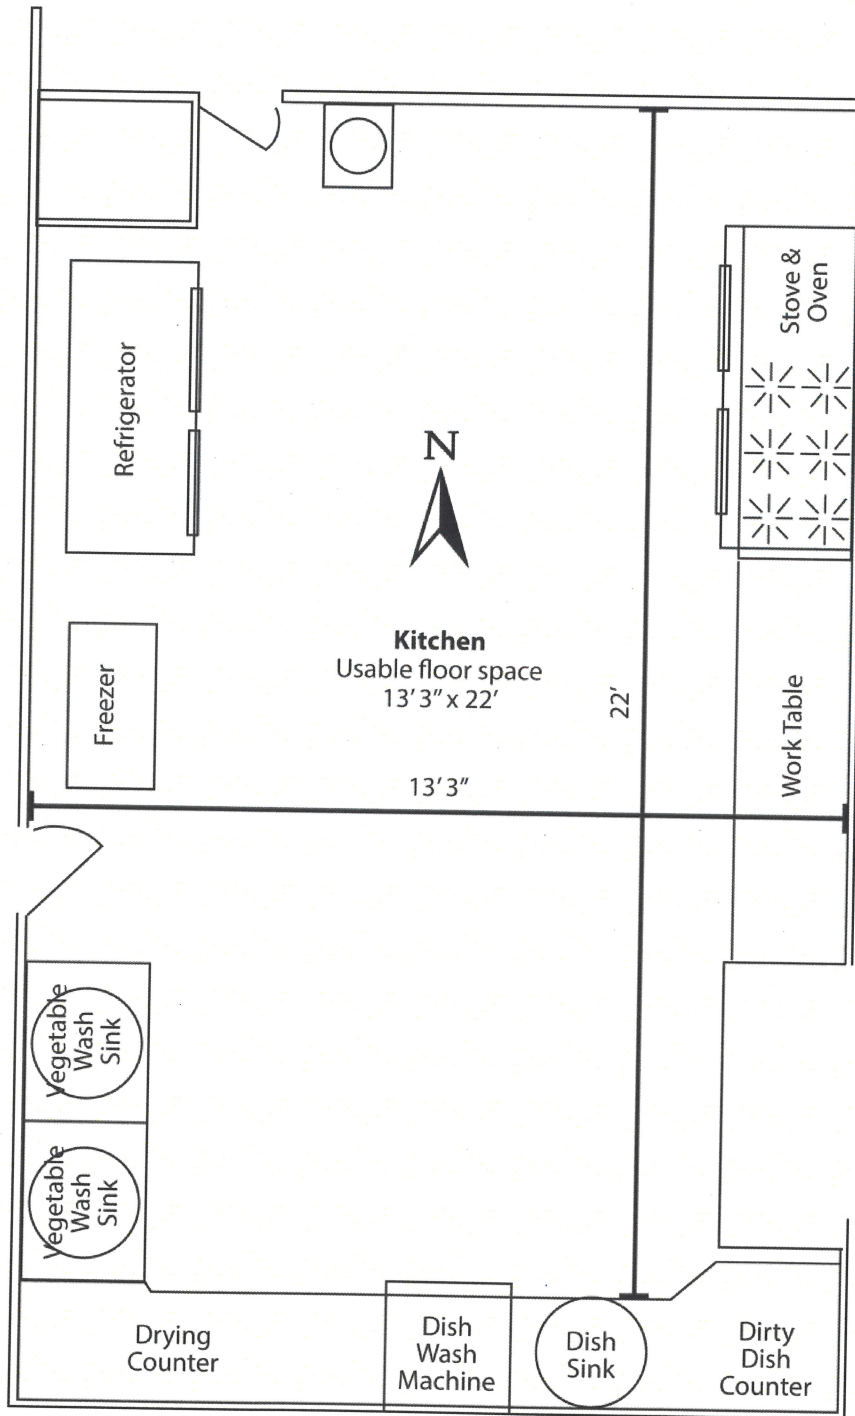 Stove &
Oven
Refrigerator
N
Kitchen
Usable floor space
13’ 3” x 22’
22’
Freezer
Work Table
13’ 3”
Vegetable
Wash
Sink
Vegetable
Wash
Sink
Drying
Counter
Dish
Wash
Machine
Dish
Sink
Dirty
Dish
Counter